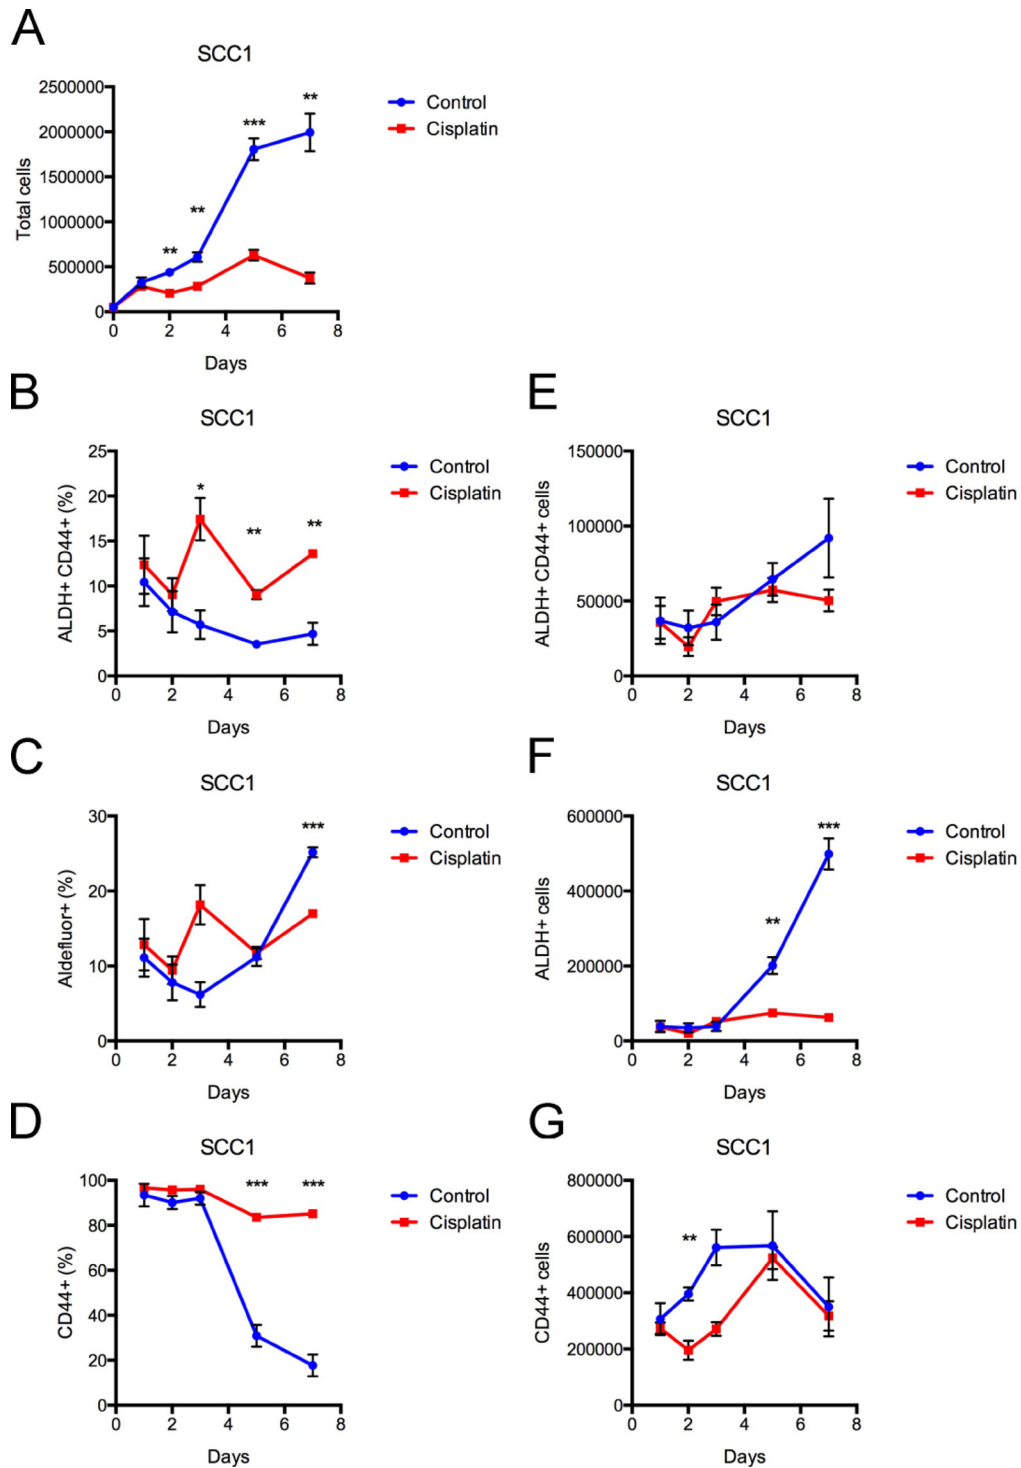 A
SCC1
2500000
2000000
1500000
1000000
500000
0
Total cells
0 2 4 6 8
Days
** ** *** **
Control
Cisplatin
B
SCC1
25
20
15
10
5
0
ALDH+ CD44+ (%)
0 2 4 6 8
Days
* ** **
Control
Cisplatin
E
SCC1
150000
100000
50000
0
ALDH+ CD44+ cells
0 2 4 6 8
Days
Control
Cisplatin
C
SCC1
30
20
10
0
Aldefluor+ (%)
0 2 4 6 8
Days
***
Control
Cisplatin
F
SCC1
600000
400000
200000
0
ALDH+ cells
0 2 4 6 8
Days
** ***
Control
Cisplatin
D
SCC1
100
80
60
40
20
0
CD44+ (%)
0 2 4 6 8
Days
*** ***
Control
Cisplatin
G
SCC1
800000
600000
400000
200000
0
CD44+ cells
0 2 4 6 8
Days
**
Control
Cisplatin